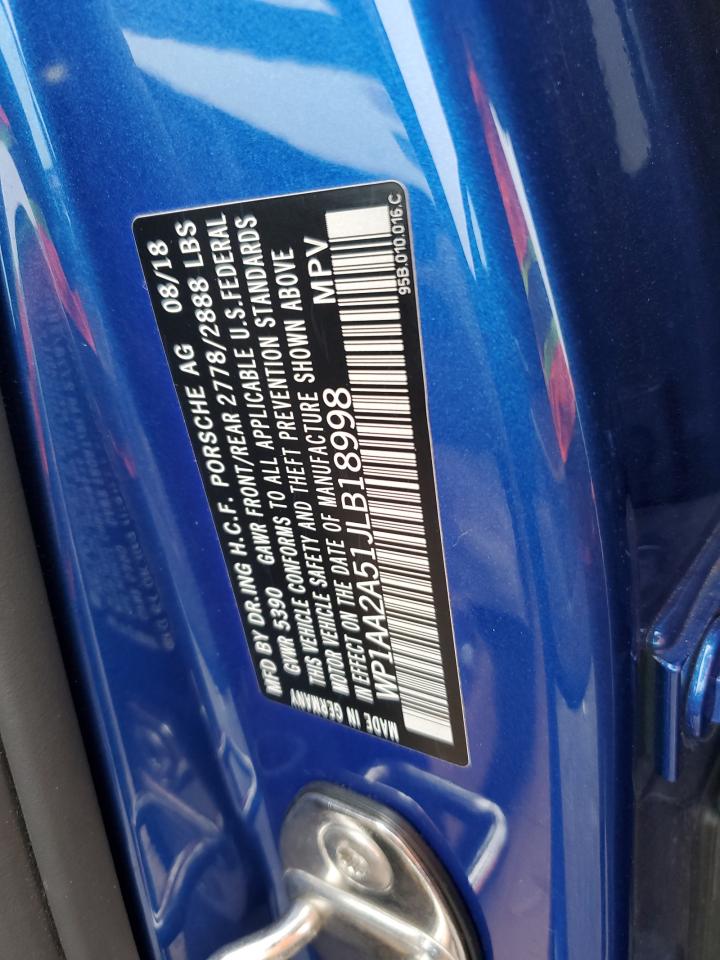 MFD BY DR.ING H.C.F. PORSCHE AG 08/18
GVWR 5390 GAWR FRONT/REAR 2778/2888 LBS
THIS VEHICLE CONFORMS TO ALL APPLICABLE U.S.FEDERAL
MOTOR VEHICLE SAFETY AND THEFT PREVENTION STANDARDS
IN EFFECT ON THE DATE OF MANUFACTURE SHOWN ABOVE
WP1AA2A51JLB18998 MPV
MADE IN GERMANY
95B.010.016.C